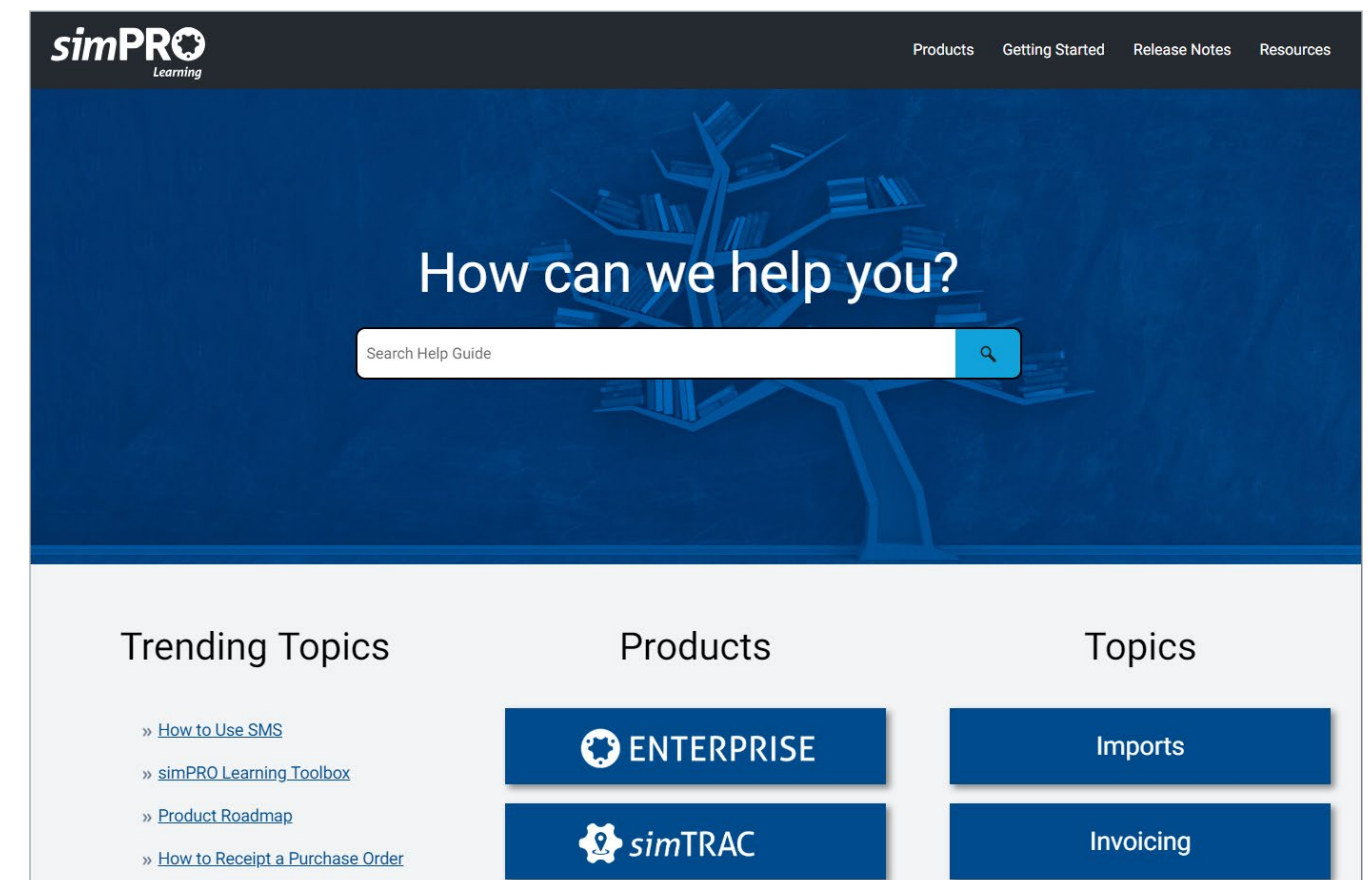 simPRO
Learning
Products Getting Started Release Notes Resources
How can we help you?
Search Help Guide
Trending Topics
» How to Use SMS
» simPRO Learning Toolbox
» Product Roadmap
» How to Receipt a Purchase Order
Products
ENTERPRISE
simTRAC
Topics
Imports
Invoicing